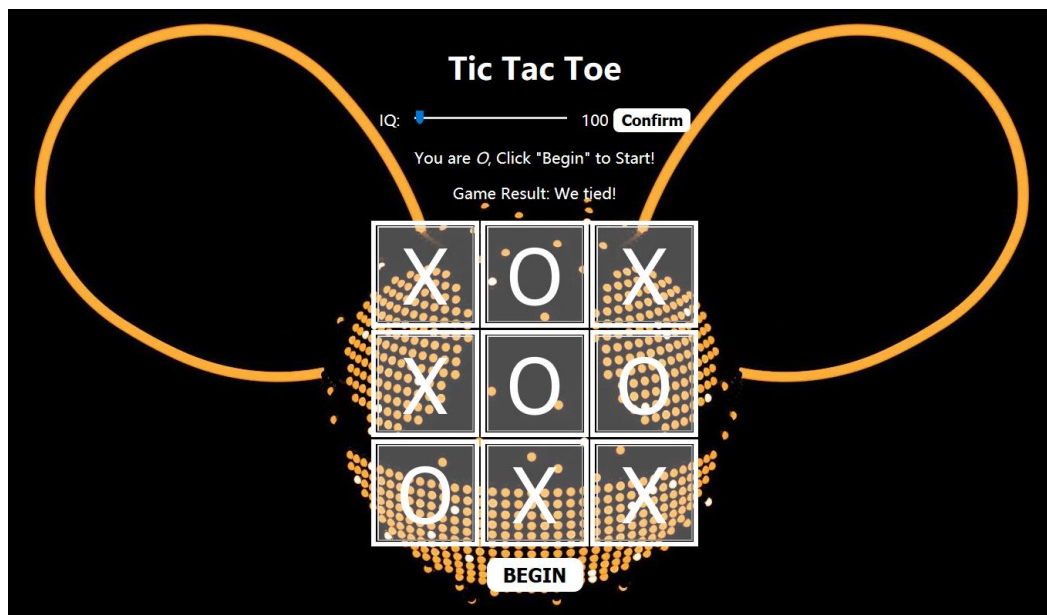 Tic Tac Toe
IQ: 100 Confirm
You are O, Click "Begin" to Start!
Game Result: We tied!
X O X
X O O
O X X
BEGIN